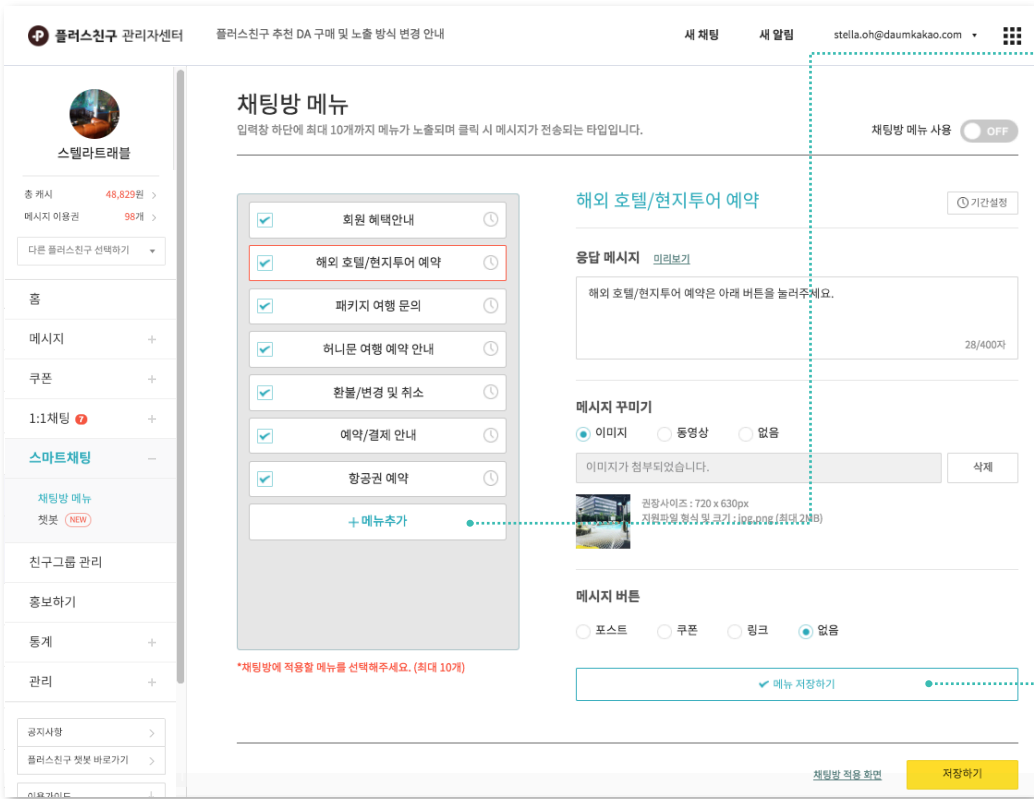 플러스친구 관리자센터
플러스친구 추천 DA 구매 및 노출 방식 변경 안내
새 채팅
새 알림
stella.oh@daumkakao.com
스텔라트래블
총 캐시 48,829원
메시지 이용권 98개
다른 플러스친구 선택하기
홈
메시지
쿠폰
1:1채팅 7
스마트채팅
채팅방 메뉴
챗봇 NEW
친구그룹 관리
홍보하기
통계
관리
공지사항
플러스친구 챗봇 바로가기
이용가이드
채팅방 메뉴
입력창 하단에 최대 10개까지 메뉴가 노출되며 클릭 시 메시지가 전송되는 타입입니다.
채팅방 메뉴 사용 OFF
회원 혜택안내
해외 호텔/현지투어 예약
패키지 여행 문의
허니문 여행 예약 안내
환불/변경 및 취소
예약/결제 안내
항공권 예약
+메뉴추가
*채팅방에 적용할 메뉴를 선택해주세요. (최대 10개)
해외 호텔/현지투어 예약
기간설정
응답 메시지 미리보기
해외 호텔/현지투어 예약은 아래 버튼을 눌러주세요.
28/400자
메시지 꾸미기
이미지 동영상 없음
이미지가 첨부되었습니다.
삭제
권장사이즈 : 720 x 630px
지원파일 형식 및 크기 : jpg,png (최대 2MB)
메시지 버튼
포스트 쿠폰 링크 없음
메뉴 저장하기
채팅방 적용 화면
저장하기